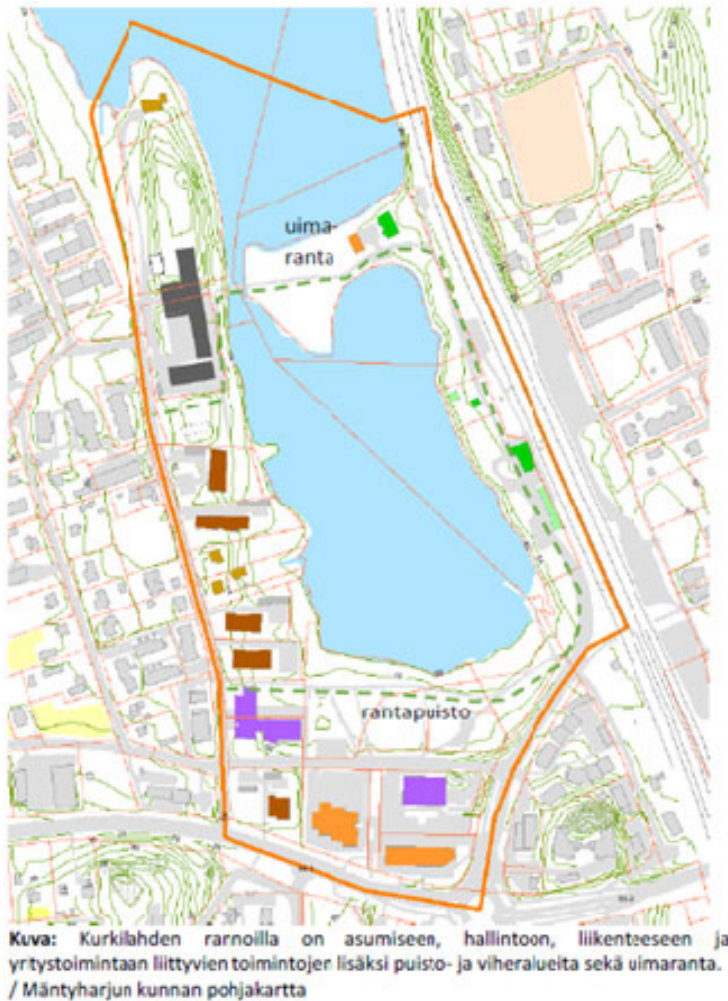 uima-
ranta
rantapuisto
Kuva: Kurkilahden rannoilla on asumiseen, hallintoon, liikenteeseen ja
yritystoimintaan liittyvien toimintojen lisäksi puisto- ja viheralueita sekä uimaranta.
/ Mäntyharjun kunnan pohjakartta